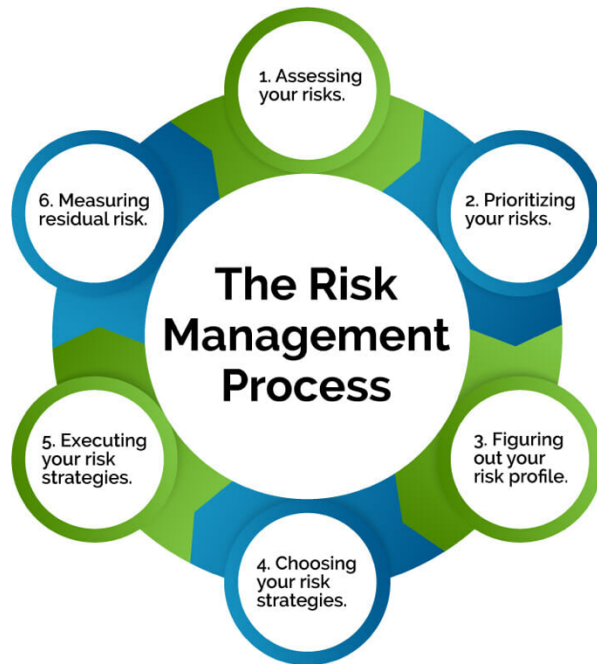 The Risk
Management
Process
1. Assessing
your risks.
2. Prioritizing
your risks.
3. Figuring
out your
risk profile.
4. Choosing
your risk
strategies.
5. Executing
your risk
strategies.
6. Measuring
residual risk.